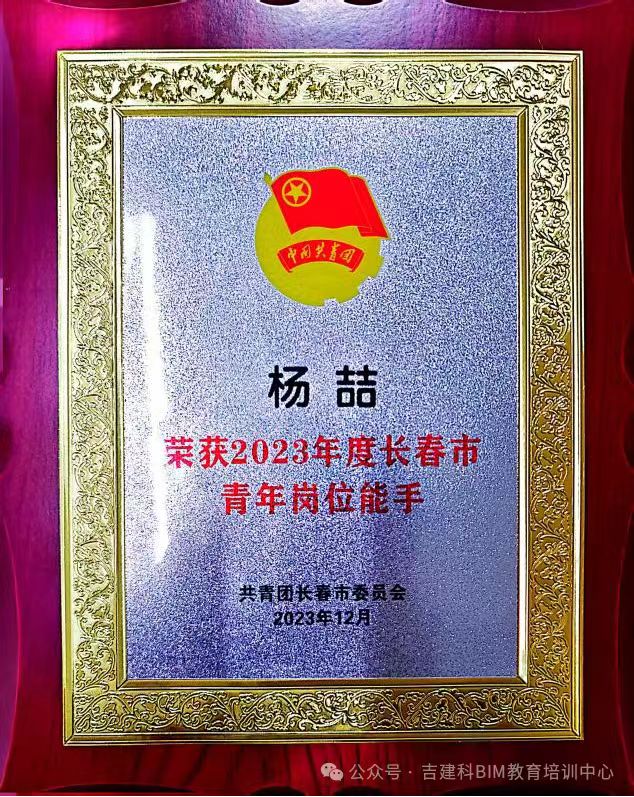 中国共青团
杨喆
荣获2023年度长春市
青年岗位能手
共青团长春市委员会
2023年12月
公众号·吉建科BIM教育培训中心